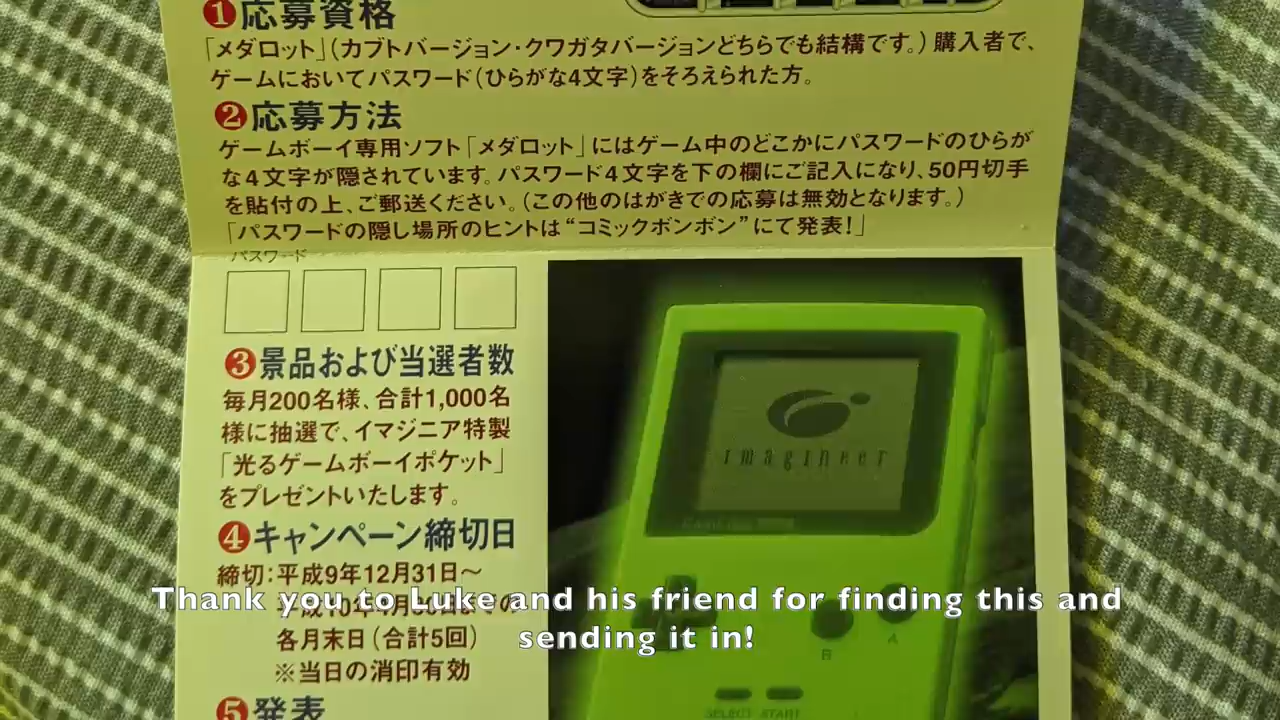 ❶応募資格
「メダロット」(カブトバージョン・クワガタバージョンどちらでも結構です。)購入者で、
ゲームにおいてパスワード(ひらがな4文字)をそろえられた方。
❷応募方法
ゲームボーイ専用ソフト「メダロット」にはゲーム中のどこかにパスワードのひらが
な4文字が隠されています。パスワード4文字を下の欄にご記入になり、50円切手
を貼付の上、ご郵送ください。(この他のはがきでの応募は無効となります。)
「パスワードの隠し場所のヒントは“コミックボンボン”にて発表!」
パスワード
❸景品および当選者数
毎月200名様、合計1,000名
様に抽選で、イマジニア特製
「光るゲームボーイポケット」
をプレゼントいたします。
❹キャンペーン締切日
締切:平成9年12月31日〜
平成10年
各月末日(合計5回)
※当日の消印有効
❺発表
imagineer
B
A
SELECT START
Thank you to Luke and his friend for finding this and
sending it in!